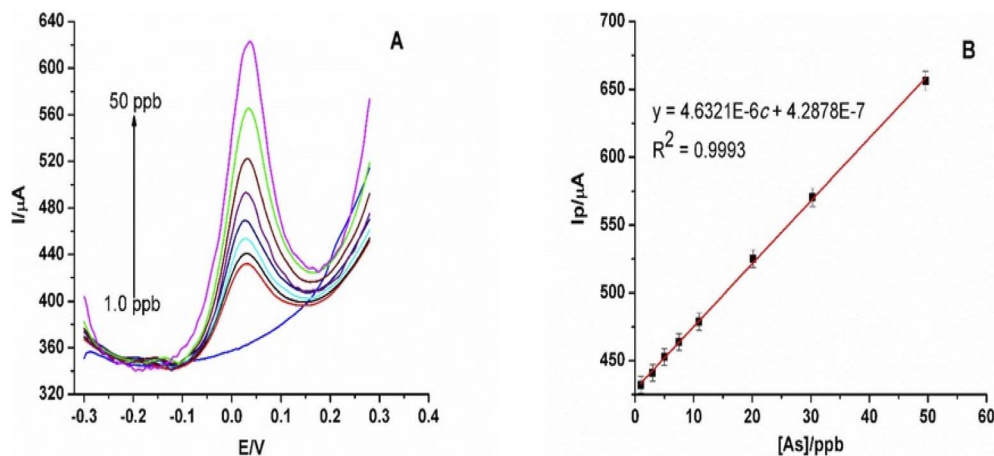 A
I/µA
640
600
560
520
480
440
400
360
320
50 ppb
1.0 ppb
-0.3 -0.2 -0.1 0.0 0.1 0.2 0.3 0.4
E/V
B
Ip/µA
700
650
600
550
500
450
y = 4.6321E-6c + 4.2878E-7
R² = 0.9993
0 10 20 30 40 50 60
[As]/ppb